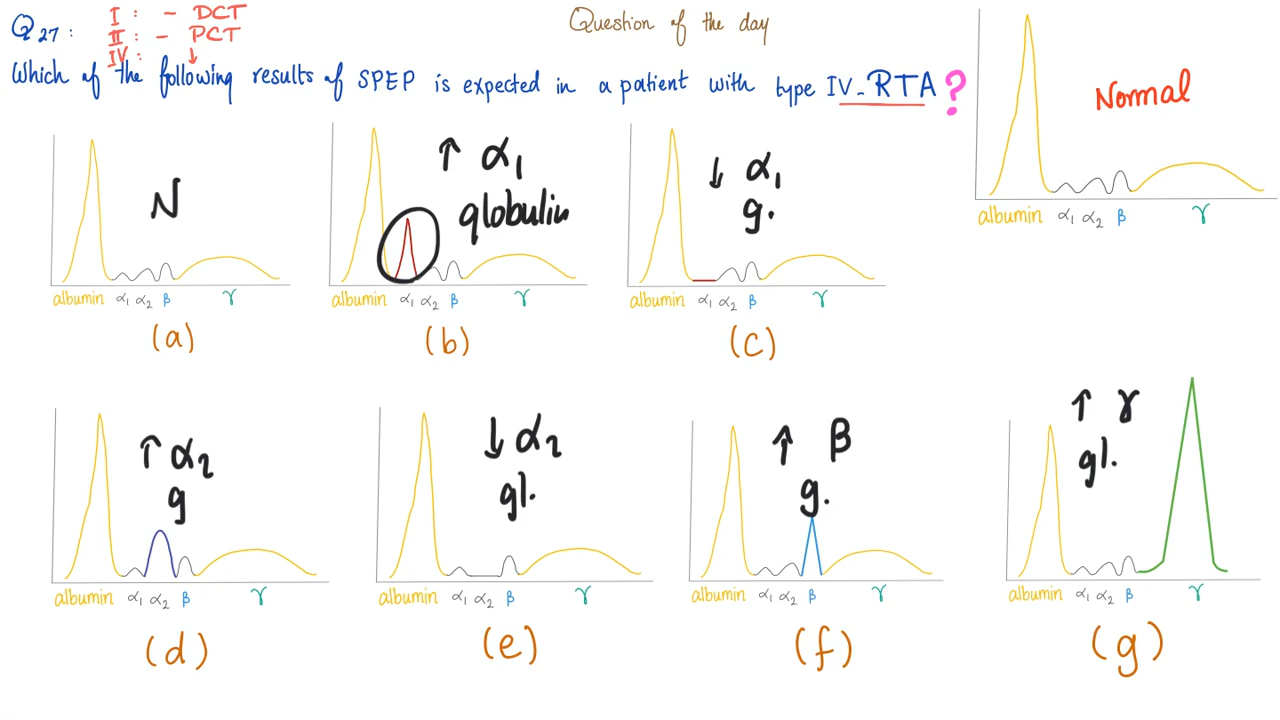 Question of the day
Q27:
I : - DCT
II : - PCT
IV : ↓
Which of the following results of SPEP is expected in a patient with type IV-RTA ?
Normal
albumin α1 α2 β γ
N
albumin α1 α2 β γ
(a)
↑ α1
globulin
albumin α1 α2 β γ
(b)
↓ α1
g.
albumin α1 α2 β γ
(c)
↑ α2
g
albumin α1 α2 β γ
(d)
↓ α2
gl.
albumin α1 α2 β γ
(e)
↑ β
g.
albumin α1 α2 β γ
(f)
↑ γ
gl.
albumin α1 α2 β γ
(g)